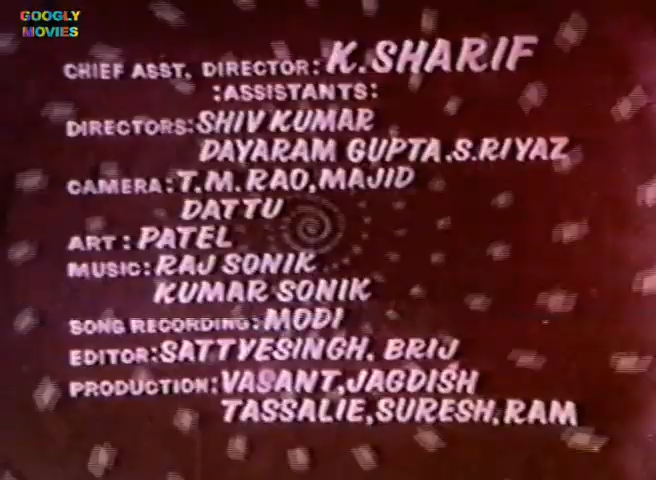 GOOGLY
MOVIES
CHIEF ASST. DIRECTOR: K. SHARIF
:ASSISTANTS:
DIRECTORS: SHIV KUMAR
DAYARAM GUPTA, S. RIYAZ
CAMERA: T.M. RAO, MAJID
DATTU
ART: PATEL
MUSIC: RAJ SONIK
KUMAR SONIK
SONG RECORDING: MODI
EDITOR: SATTYESINGH, BRIJ
PRODUCTION: VASANT, JAGDISH
TASSALIE, SURESH, RAM